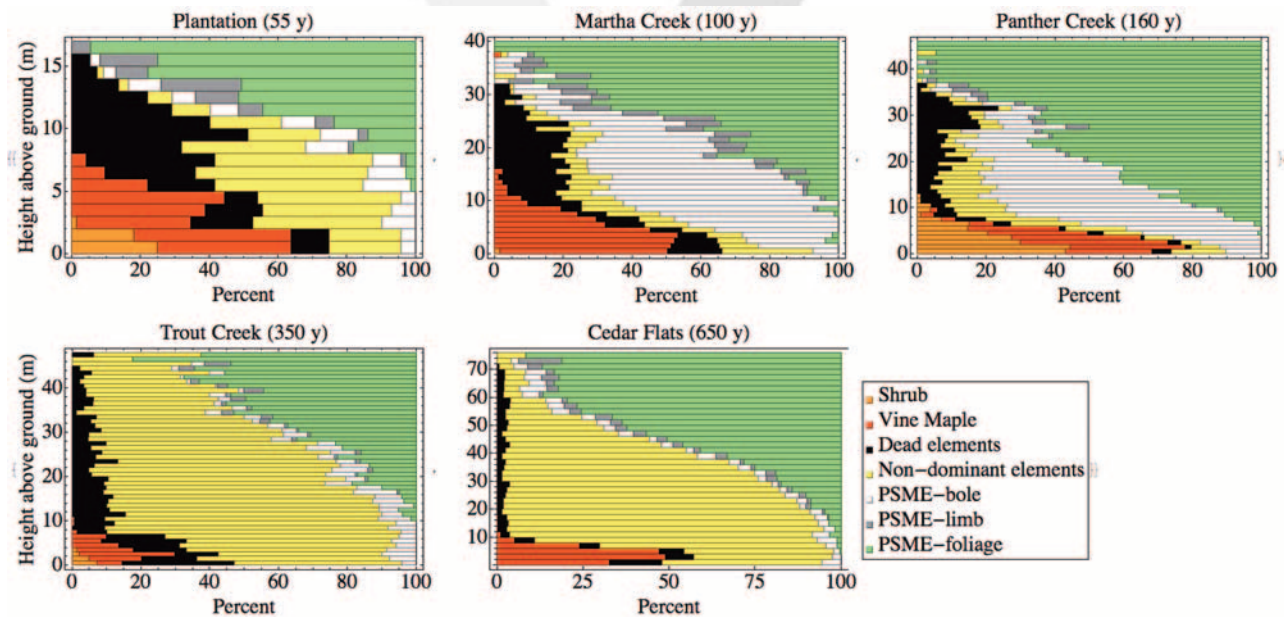 Plantation (55 y)
Height above ground (m)
15
10
5
0
0 20 40 60 80 100
Percent
Martha Creek (100 y)
40
30
20
10
0
0 20 40 60 80 100
Percent
Panther Creek (160 y)
40
30
20
10
0
0 20 40 60 80 100
Percent
Trout Creek (350 y)
Height above ground (m)
40
30
20
10
0
0 20 40 60 80 100
Percent
Cedar Flats (650 y)
70
60
50
40
30
20
10
0 25 50 75 100
Percent
Shrub
Vine Maple
Dead elements
Non-dominant elements
PSME-bole
PSME-limb
PSME-foliage